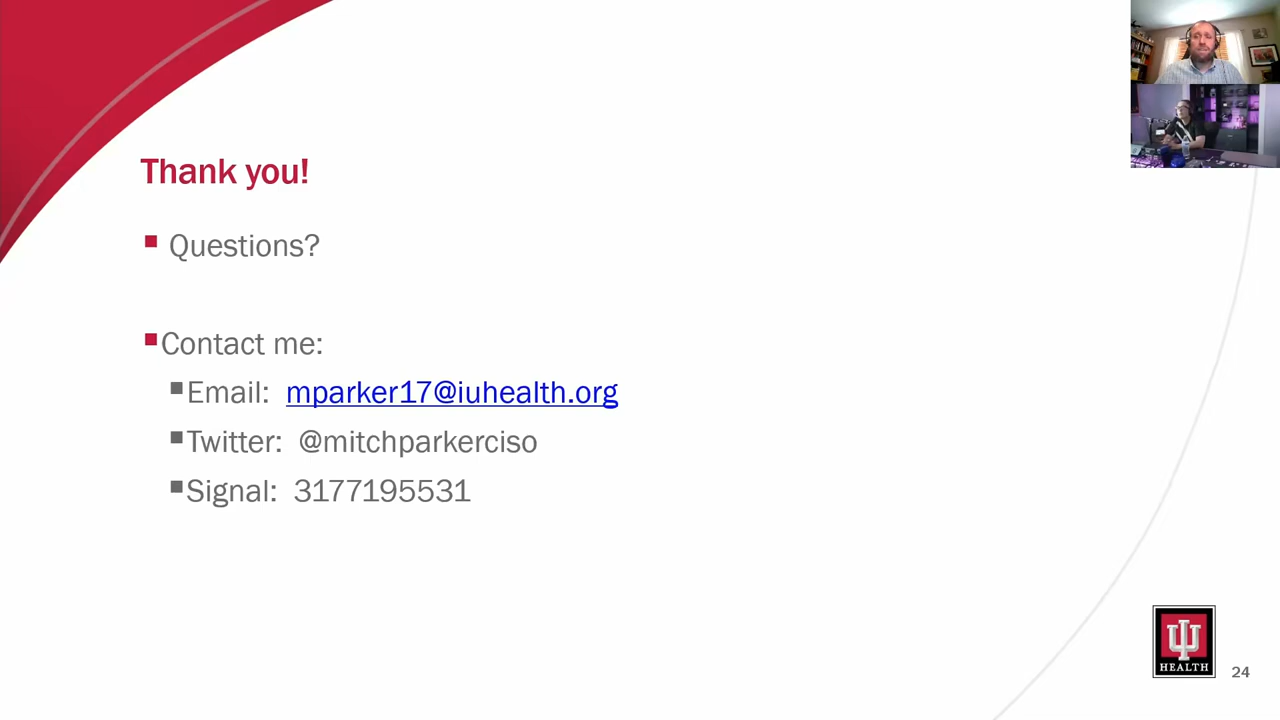 Thank you!
Questions?
Contact me:
Email: mparker17@iuhealth.org
Twitter: @mitchparkerciso
Signal: 3177195531
HEALTH
24